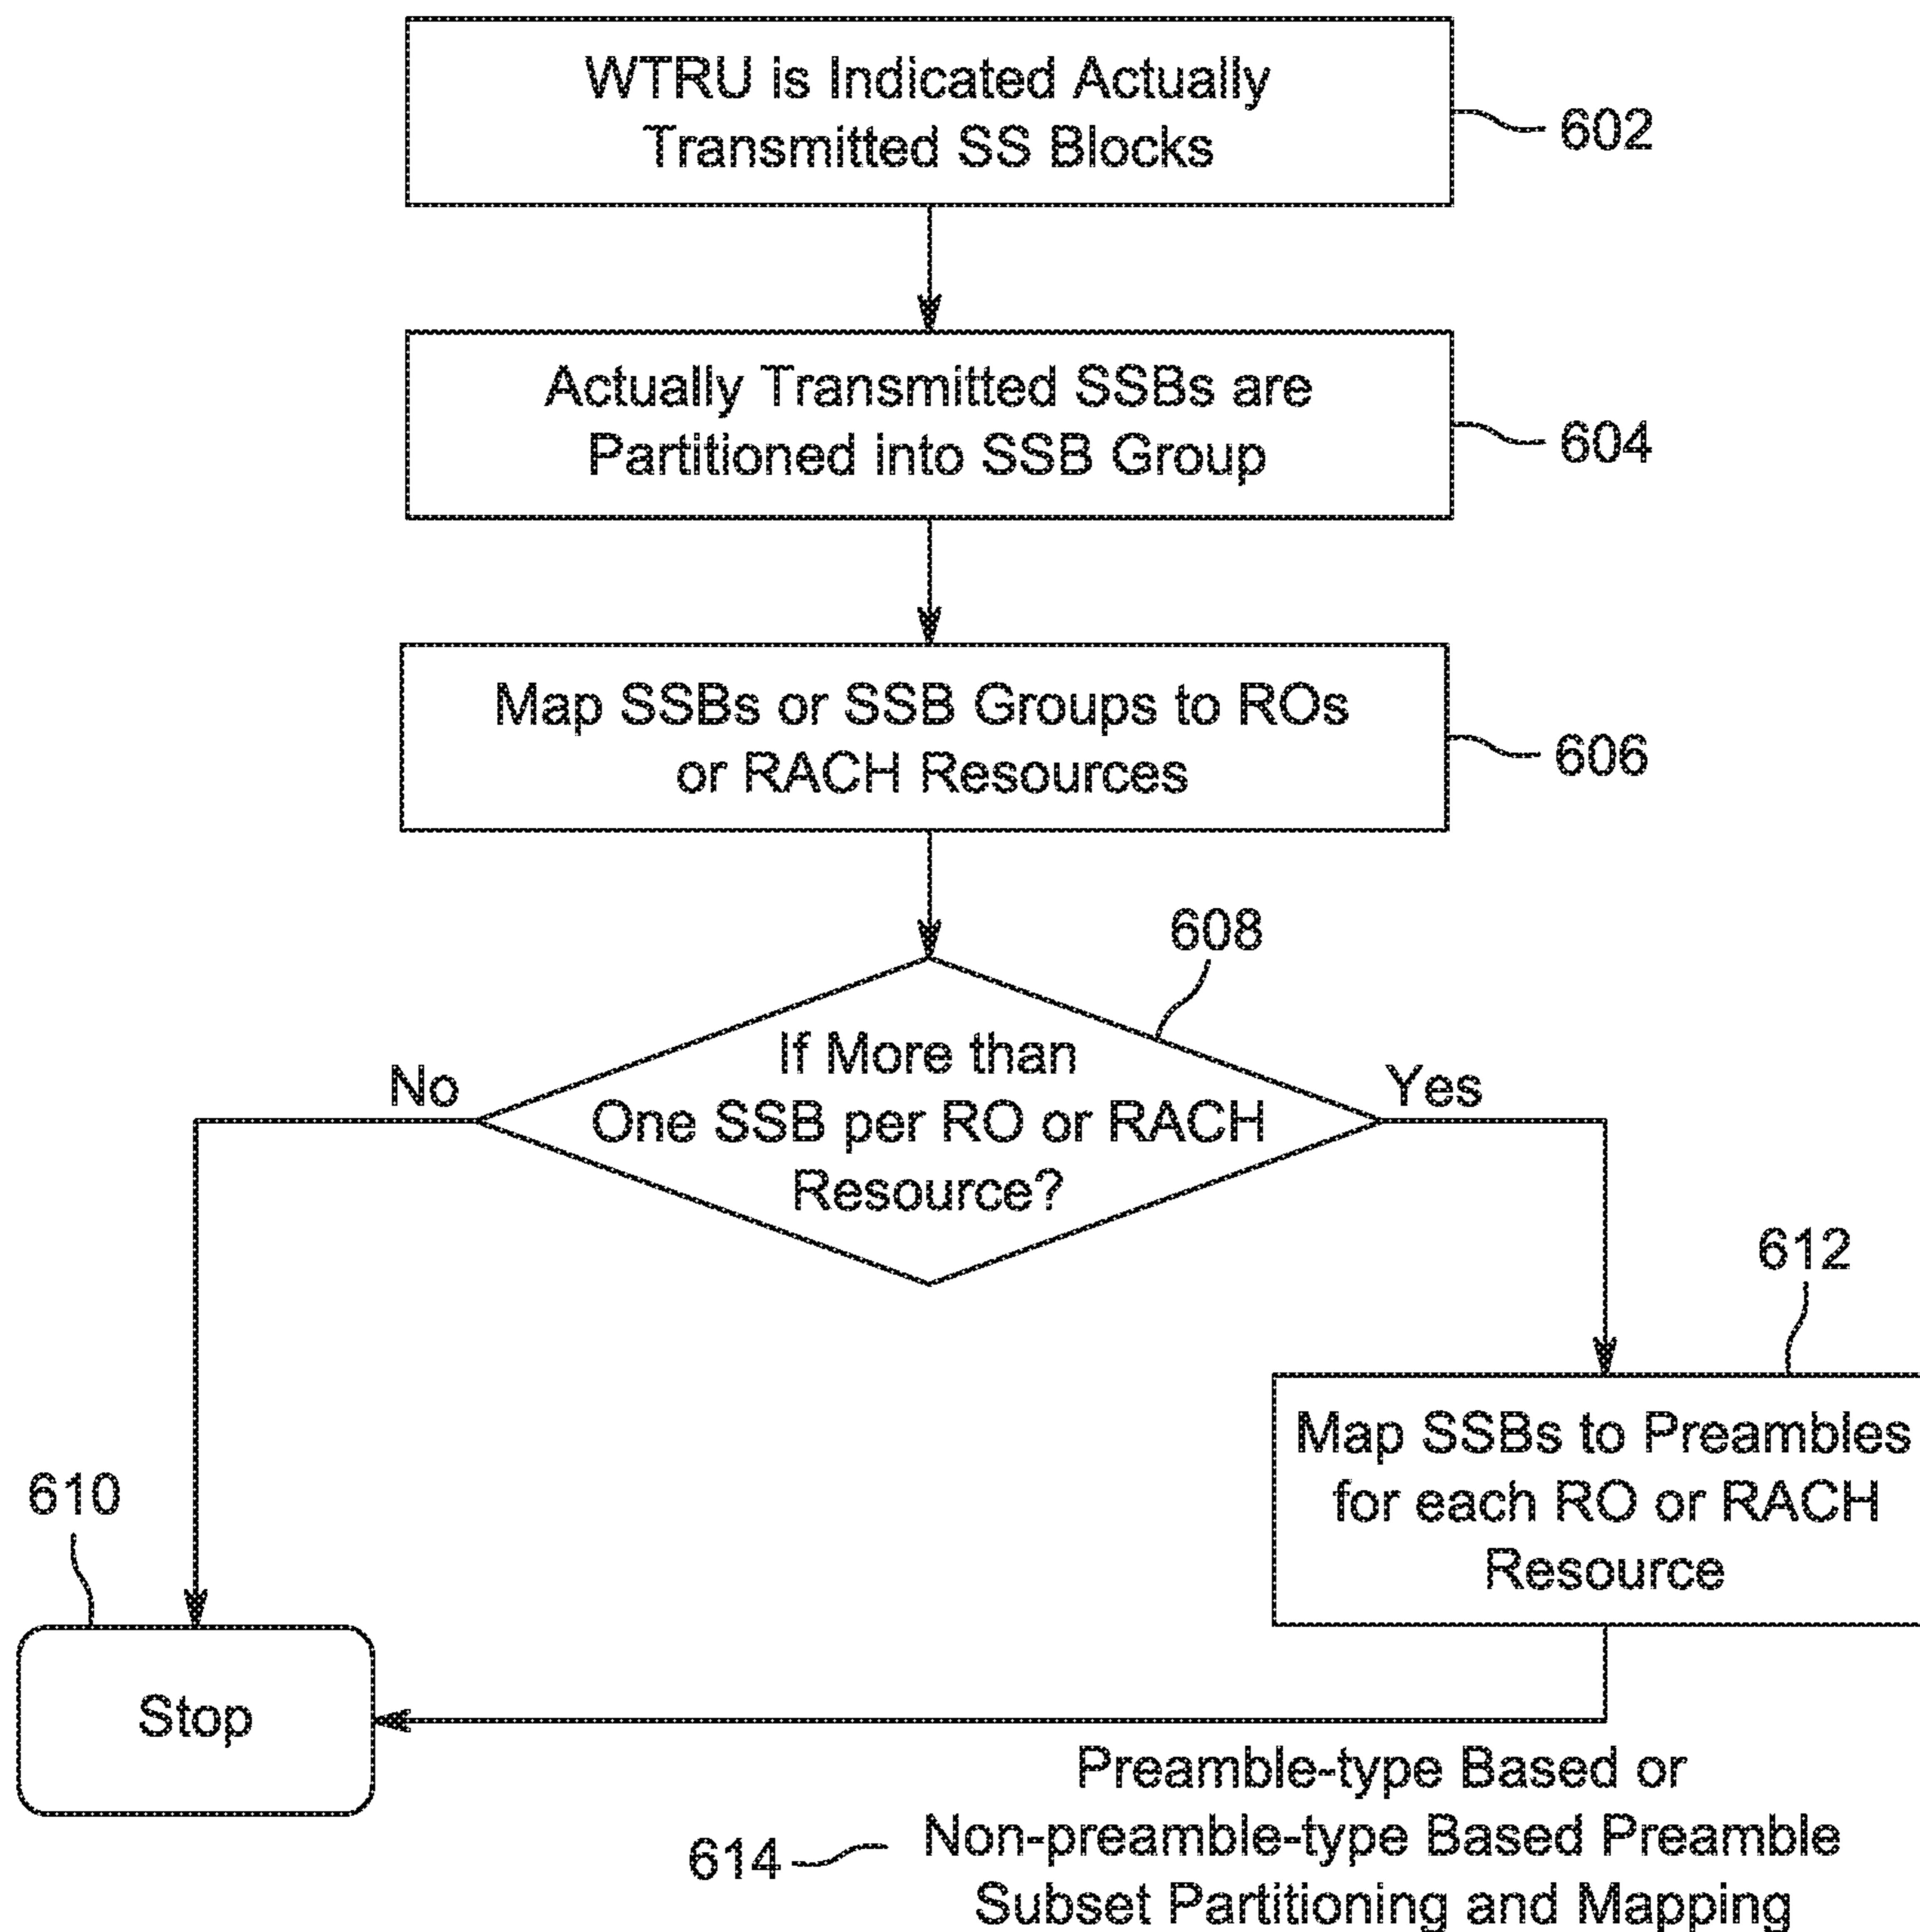 WTRU is Indicated Actually
Transmitted SS Blocks
602
Actually Transmitted SSBs are
Partitioned into SSB Group
604
Map SSBs or SSB Groups to ROs
or RACH Resources
606
608
If More than
One SSB per RO or RACH
Resource?
No
Yes
612
Map SSBs to Preambles
for each RO or RACH
Resource
610
Stop
Preamble-type Based or
Non-preamble-type Based Preamble
Subset Partitioning and Mapping
614